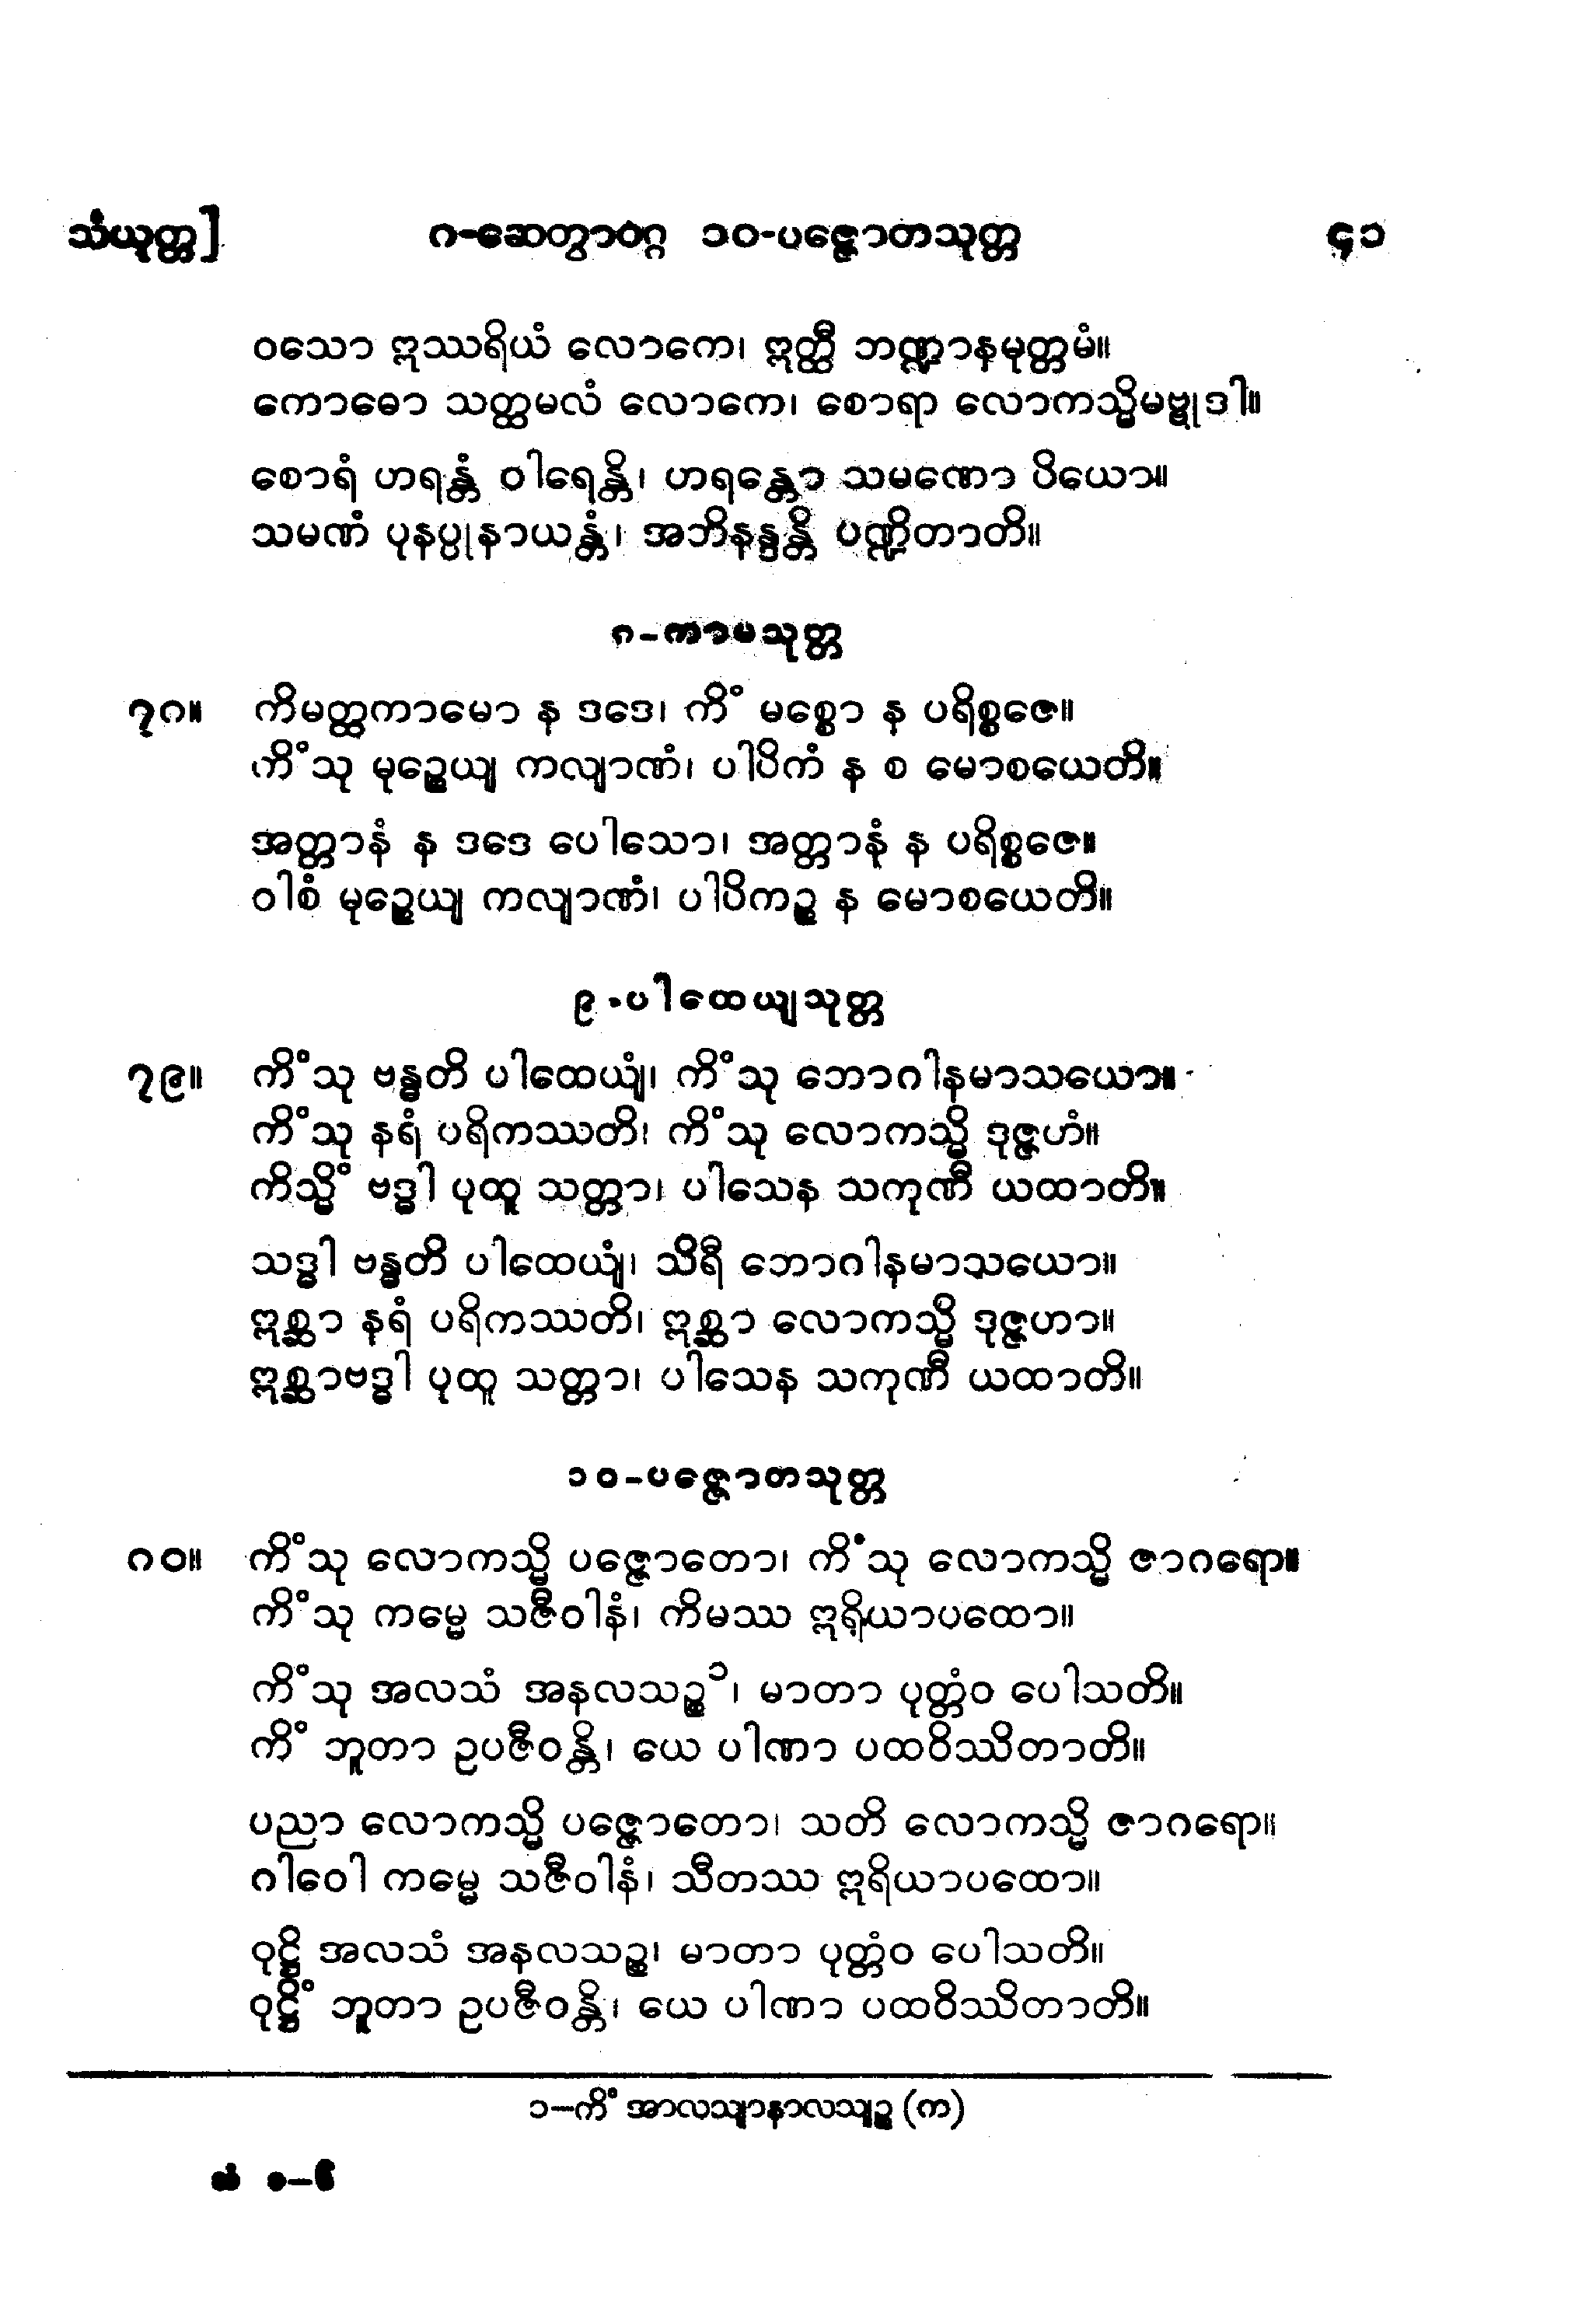 သံယုတ္တ] ဂ-ဆေတွာဝဂ္ဂ ၁၀-ပဇ္ဇောတသုတ္တ ၄၁
ဝသော ဣဿရိယံ လောကေ၊ ဣတ္ထီ ဘဏ္ဍာနမုတ္တမံ။
ကောဓော သတ္ထမလံ လောကေ၊ စောရာ လောကသ္မိမဗ္ဗုဒါ။
စောရံ ဟရန္တံ ဝါရေန္တိ၊ ဟရန္တော သမဏော ပိယော။
သမဏံ ပုနပ္ပုနာယန္တံ၊ အဘိနန္ဒန္တိ ပဏ္ဍိတာတိ။
၈-ကာမသုတ္တ
၇၈။ ကိမတ္ထကာမော န ဒဒေ၊ ကိံ မစ္စော န ပရိစ္စဇေ။
ကိံသု မုဉ္စေယျ ကလျာဏံ၊ ပါပိကံ န စ မောစယေတိ။
အတ္တာနံ န ဒဒေ ပေါသော၊ အတ္တာနံ န ပရိစ္စဇေ။
ဝါစံ မုဉ္စေယျ ကလျာဏံ၊ ပါပိကဉ္စ န မောစယေတိ။
၉-ပါထေယျသုတ္တ
၇၉။ ကိံသု ဗန္ဓတိ ပါထေယျံ၊ ကိံသု ဘောဂါနမာသယော။
ကိံသု နရံ ပရိကဿတိ၊ ကိံသု လောကသ္မိ ဒုဇ္ဇဟံ။
ကိသ္မိံ ဗဒ္ဓါ ပုထူ သတ္တာ၊ ပါသေန သကုဏီ ယထာတိ။
သဒ္ဓါ ဗန္ဓတိ ပါထေယျံ၊ သိရီ ဘောဂါနမာသယော။
ဣစ္ဆာ နရံ ပရိကဿတိ၊ ဣစ္ဆာ လောကသ္မိ ဒုဇ္ဇဟာ။
ဣစ္ဆာဗဒ္ဓါ ပုထူ သတ္တာ၊ ပါသေန သကုဏီ ယထာတိ။
၁၀-ပဇ္ဇောတသုတ္တ
၈၀။ ကိံသု လောကသ္မိ ပဇ္ဇောတော၊ ကိံသု လောကသ္မိ ဇာဂရော။
ကိံသု ကမ္မေ သဇီဝါနံ၊ ကိမဿ ဣရိယာပထော။
ကိံသု အလသံ အနလသဉ္စ၁၊ မာတာ ပုတ္တံဝ ပေါသတိ။
ကိံ ဘူတာ ဥပဇီဝန္တိ၊ ယေ ပါဏာ ပထဝိဿိတာတိ။
ပညာ လောကသ္မိ ပဇ္ဇောတော၊ သတိ လောကသ္မိ ဇာဂရော။
ဂါဝေါ ကမ္မေ သဇီဝါနံ၊ သီတဿ ဣရိယာပထော။
ဝုဋ္ဌိ အလသံ အနလသဉ္စ၊ မာတာ ပုတ္တံဝ ပေါသတိ။
ဝုဋ္ဌိံ ဘူတာ ဥပဇီဝန္တိ၊ ယေ ပါဏာ ပထဝိဿိတာတိ။
၁—ကိံ အာလသျာနာလသျဉ္စ (က)
သံ ၁—၆